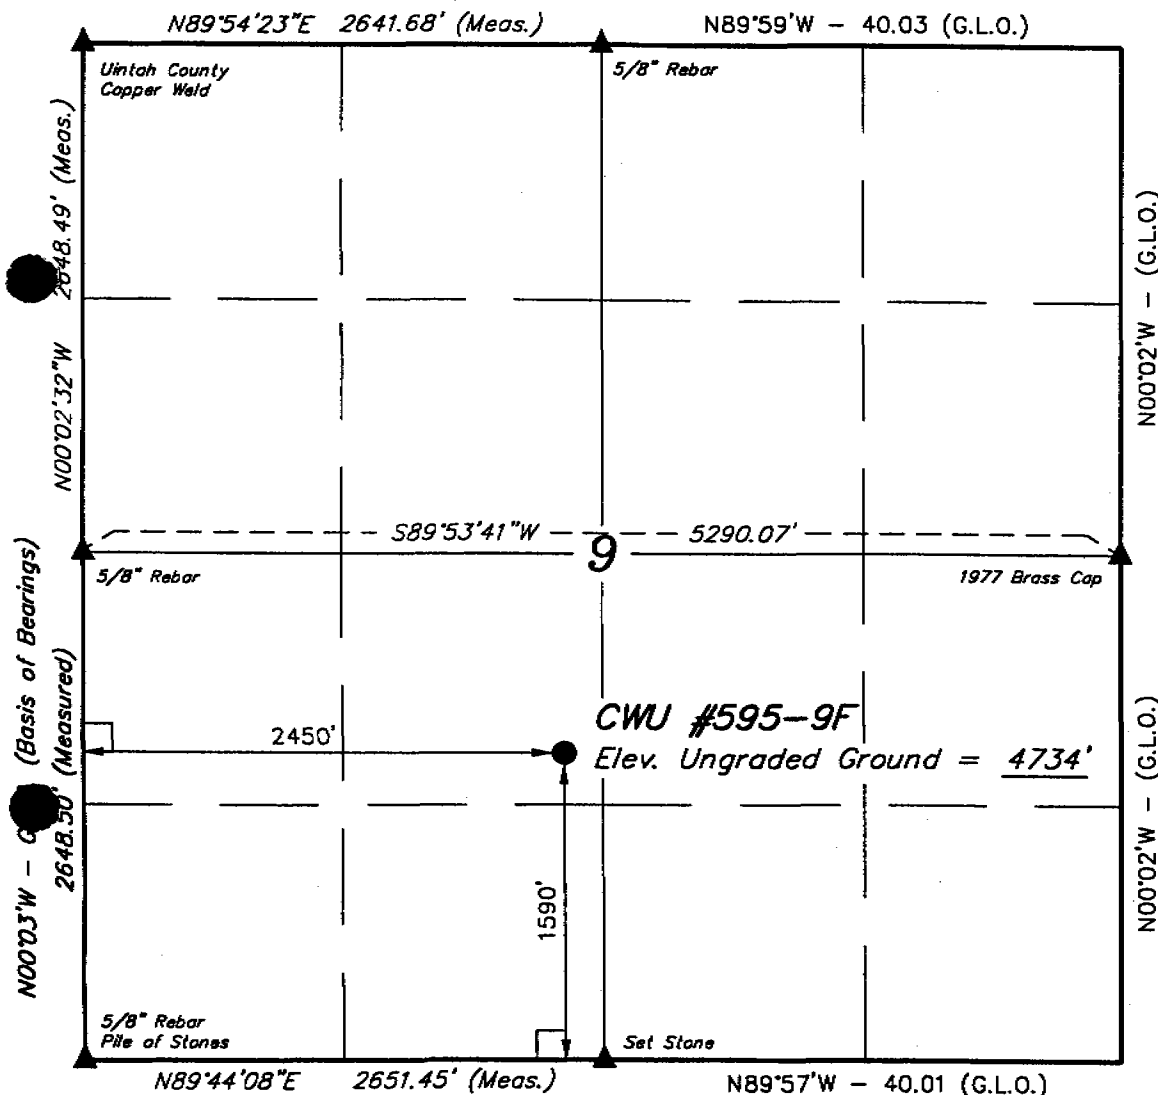 N89°54'23"E 2641.68' (Meas.)
N89°59'W – 40.03 (G.L.O.)
Uintah County
Copper Weld
5/8" Rebar
N00°02'32"W 2648.49' (Meas.)
N00°02'W – (G.L.O.)
S89°53'41"W 5290.07'
9
5/8" Rebar
1977 Brass Cap
N00°03'W – (Basis of Bearings)
2648.50' (Measured)
2450'
CWU #595-9F
Elev. Ungraded Ground = 4734'
1590'
N00°02'W – (G.L.O.)
5/8" Rebar
Pile of Stones
Set Stone
N89°44'08"E 2651.45' (Meas.)
N89°57'W – 40.01 (G.L.O.)